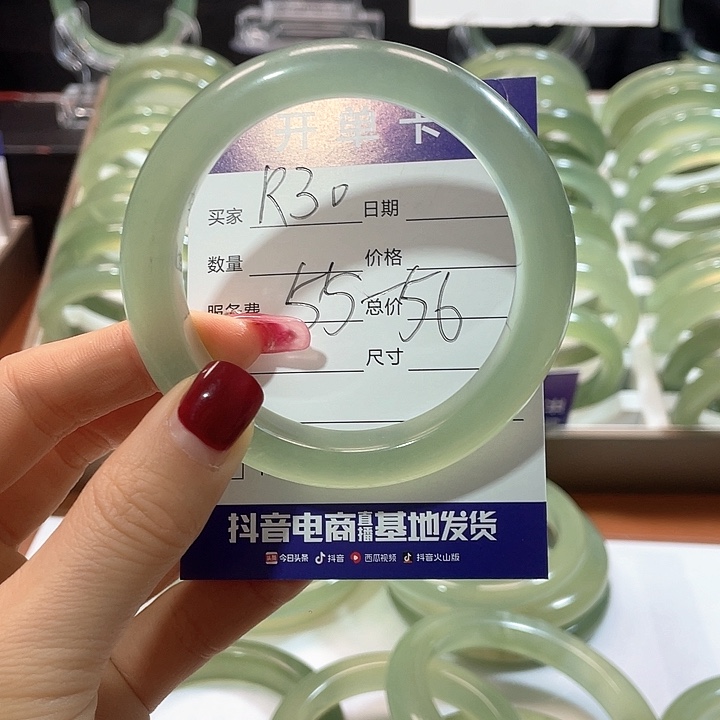 开单卡
买家 R30 日期
数量 价格
服务费 55-56 总价
尺寸
抖音电商直播基地发货
头条 今日头条 抖音 西瓜视频 抖音火山版